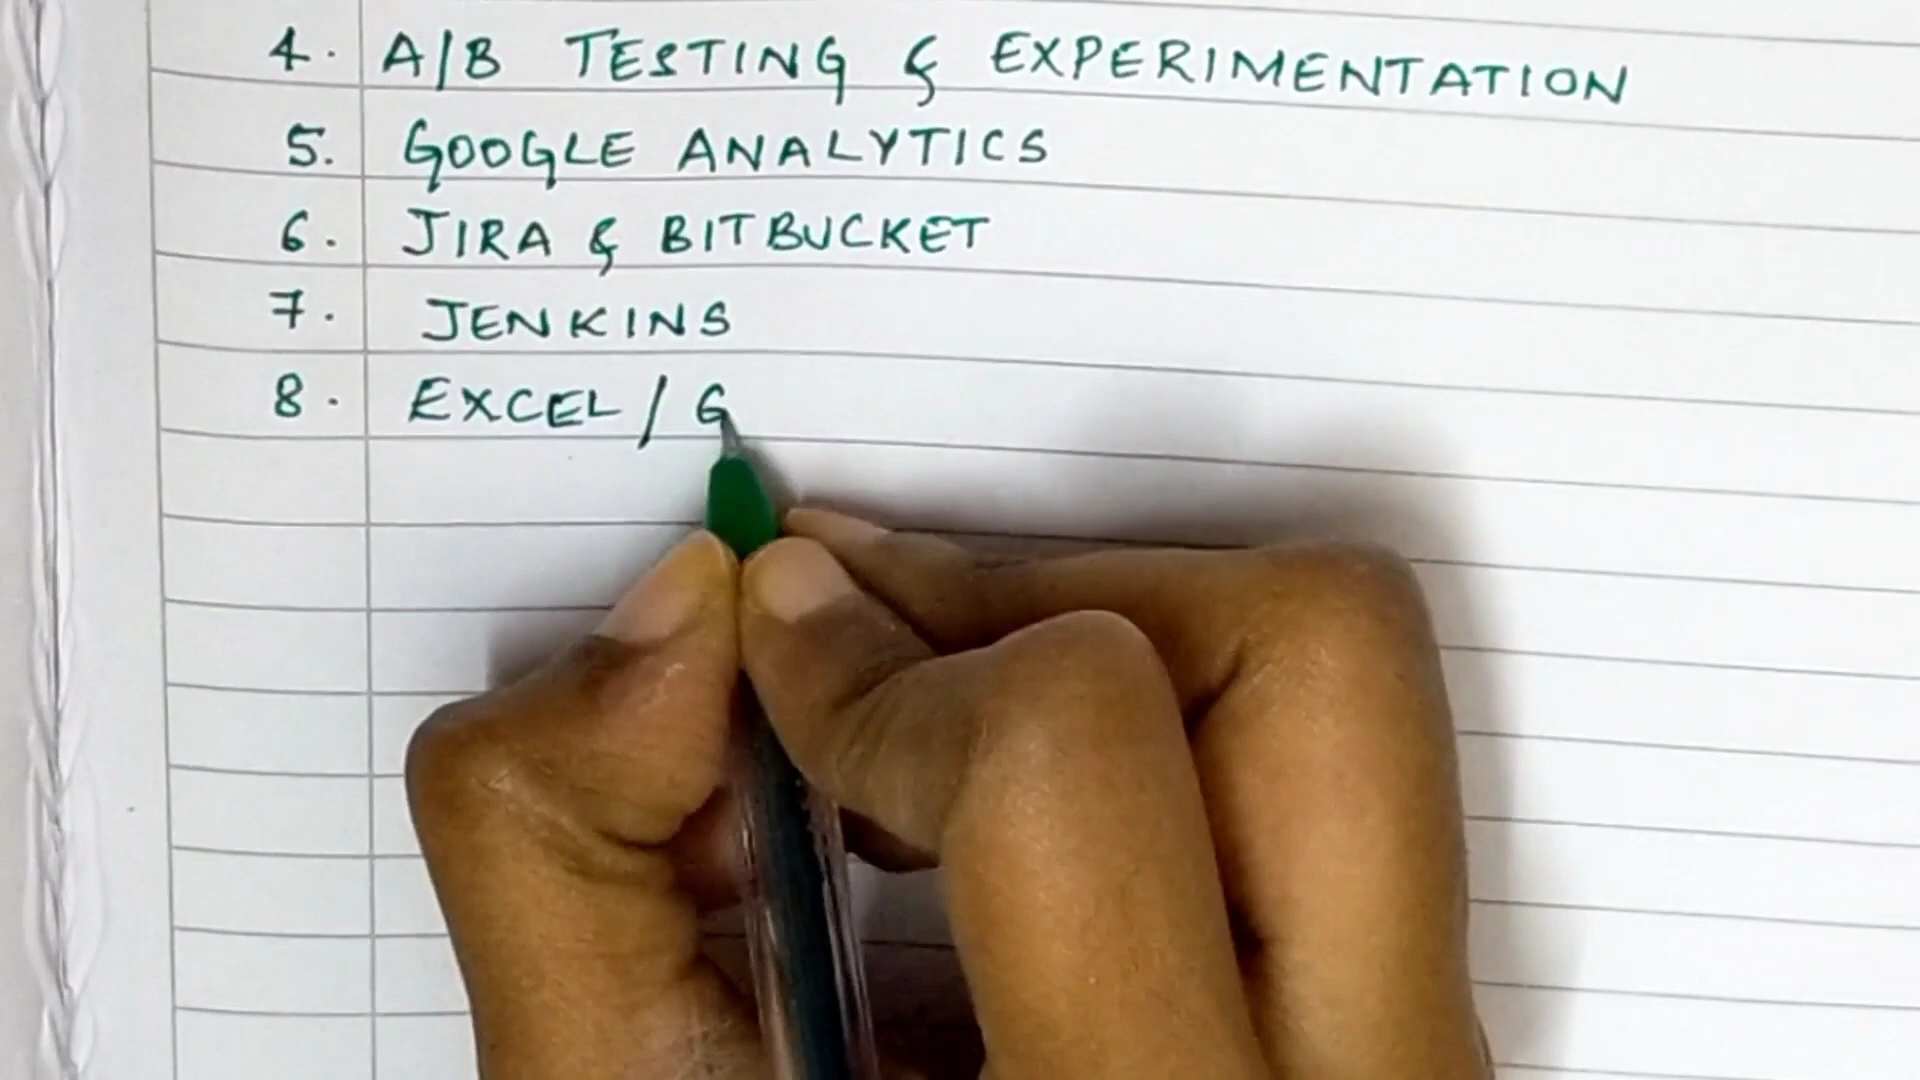 4. A/B TESTING & EXPERIMENTATION
5. GOOGLE ANALYTICS
6. JIRA & BITBUCKET
7. JENKINS
8. EXCEL / G